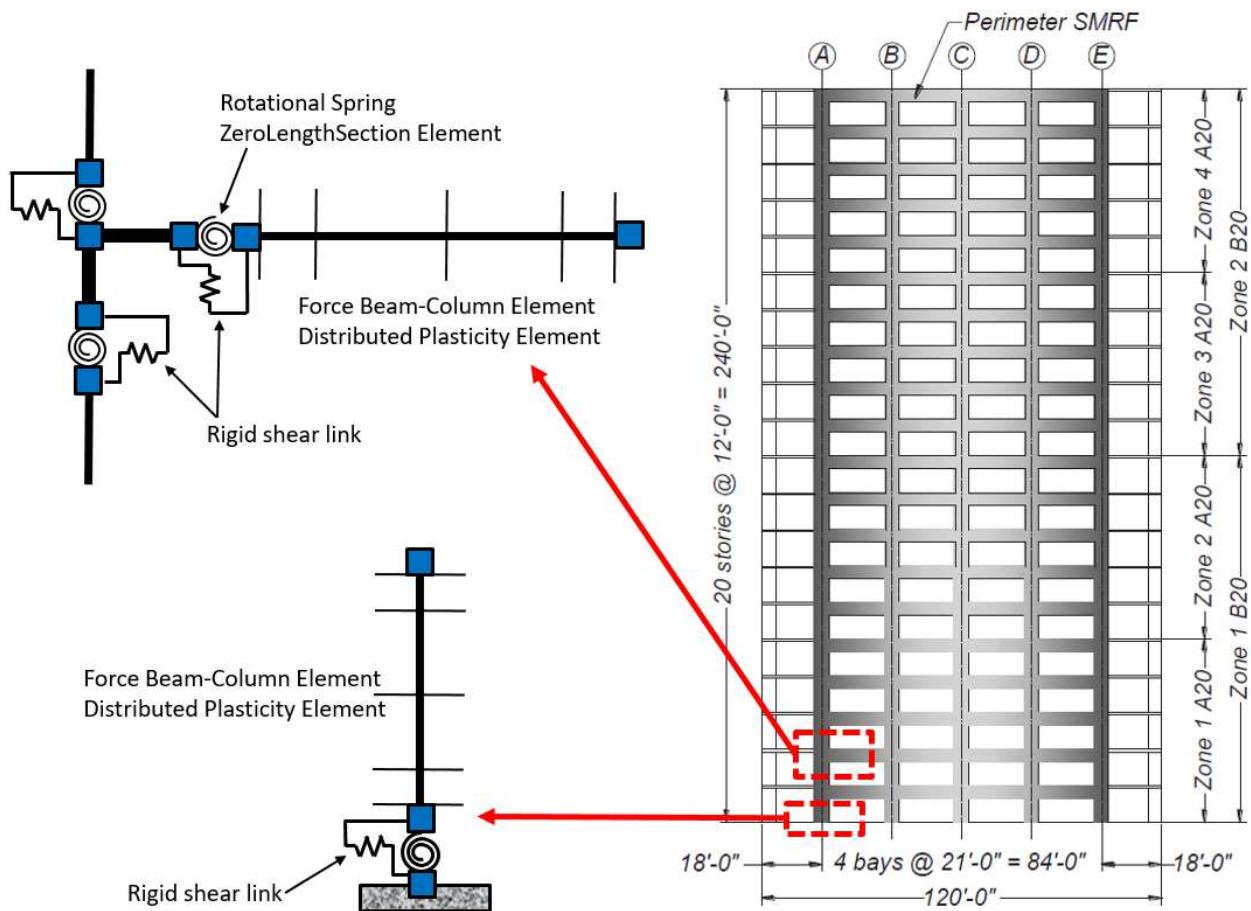 Perimeter SMRF
A
B
C
D
E
Rotational Spring
ZeroLengthSection Element
Force Beam-Column Element
Distributed Plasticity Element
Rigid shear link
20 stories @ 12'-0" = 240'-0"
Zone 4 A20
Zone 3 A20
Zone 2 A20
Zone 1 A20
Zone 2 B20
Zone 1 B20
Force Beam-Column Element
Distributed Plasticity Element
Rigid shear link
18'-0"
4 bays @ 21'-0" = 84'-0"
18'-0"
120'-0"